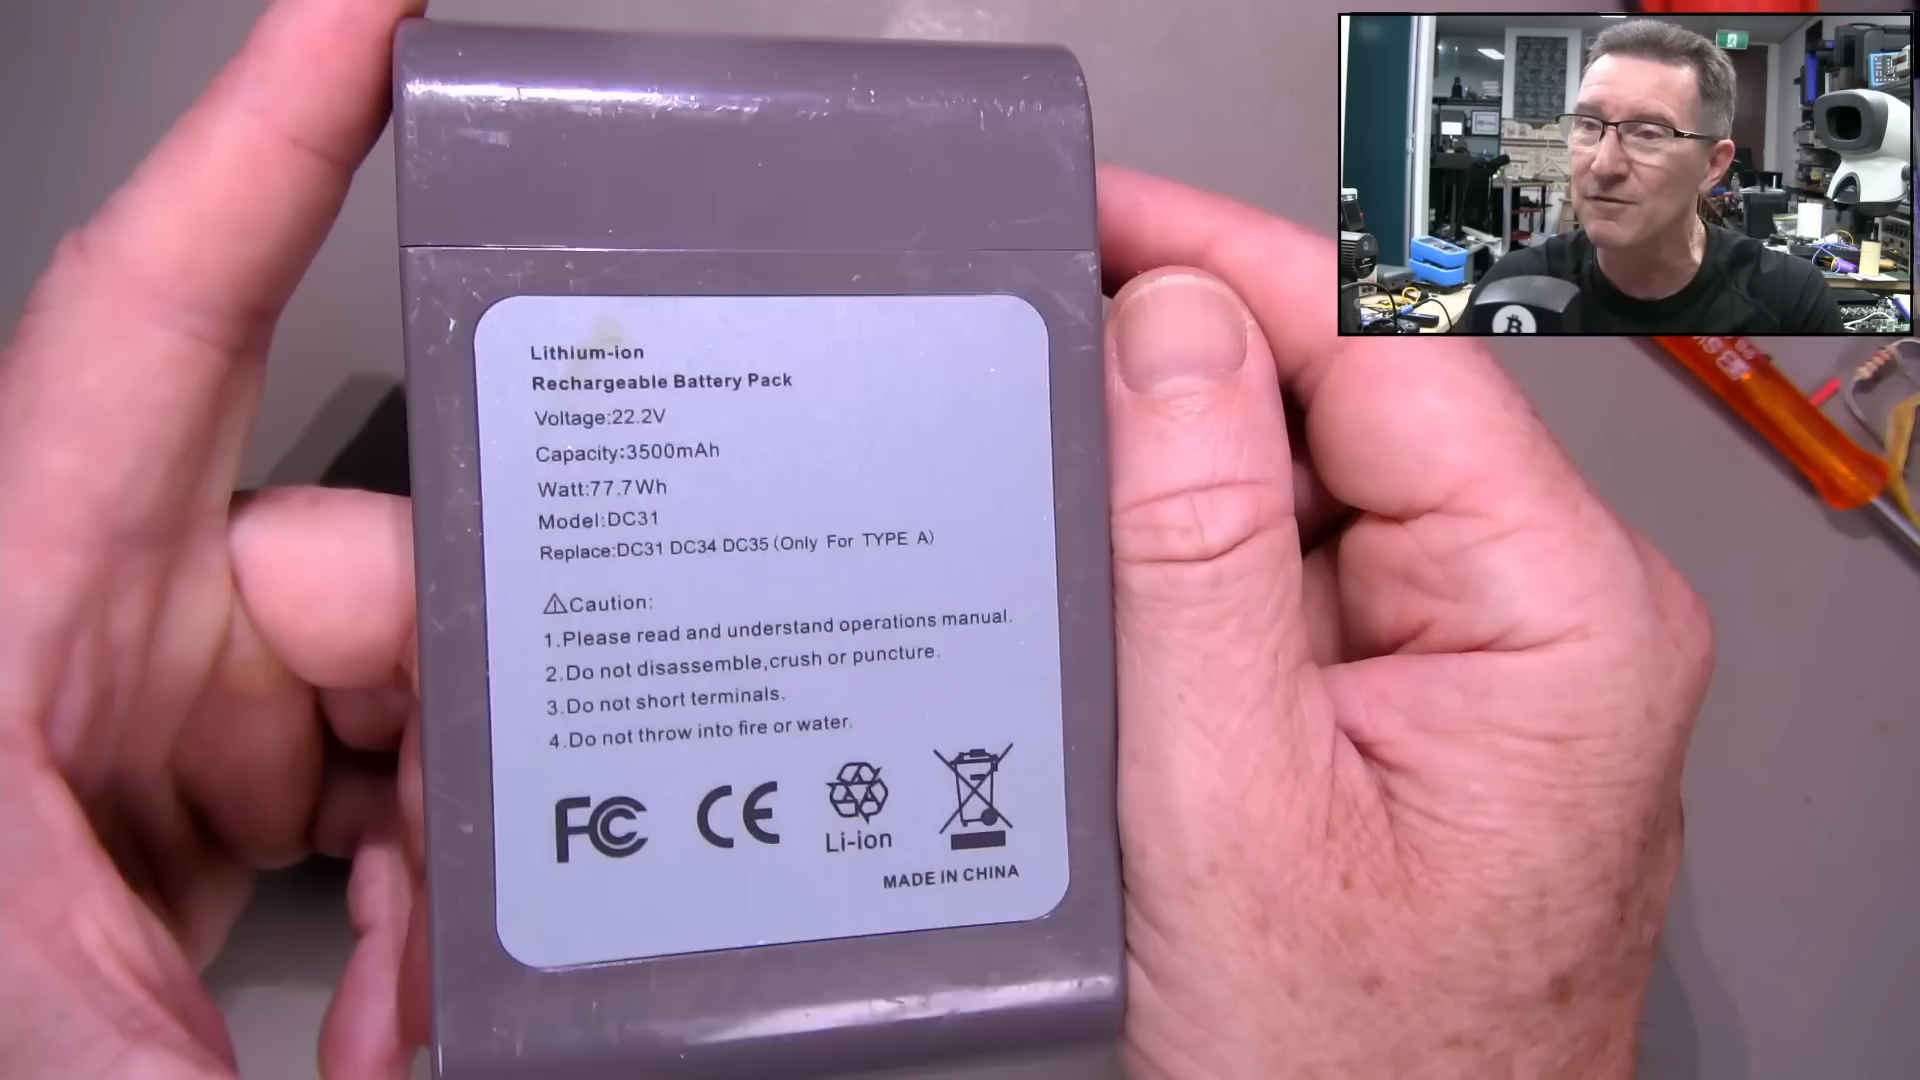 Lithium-ion
Rechargeable Battery Pack
Voltage:22.2V
Capacity:3500mAh
Watt:77.7Wh
Model:DC31
Replace:DC31 DC34 DC35 (Only For TYPE A)
⚠Caution:
1.Please read and understand operations manual.
2.Do not disassemble,crush or puncture.
3.Do not short terminals.
4.Do not throw into fire or water.
FC CE
Li-ion
MADE IN CHINA